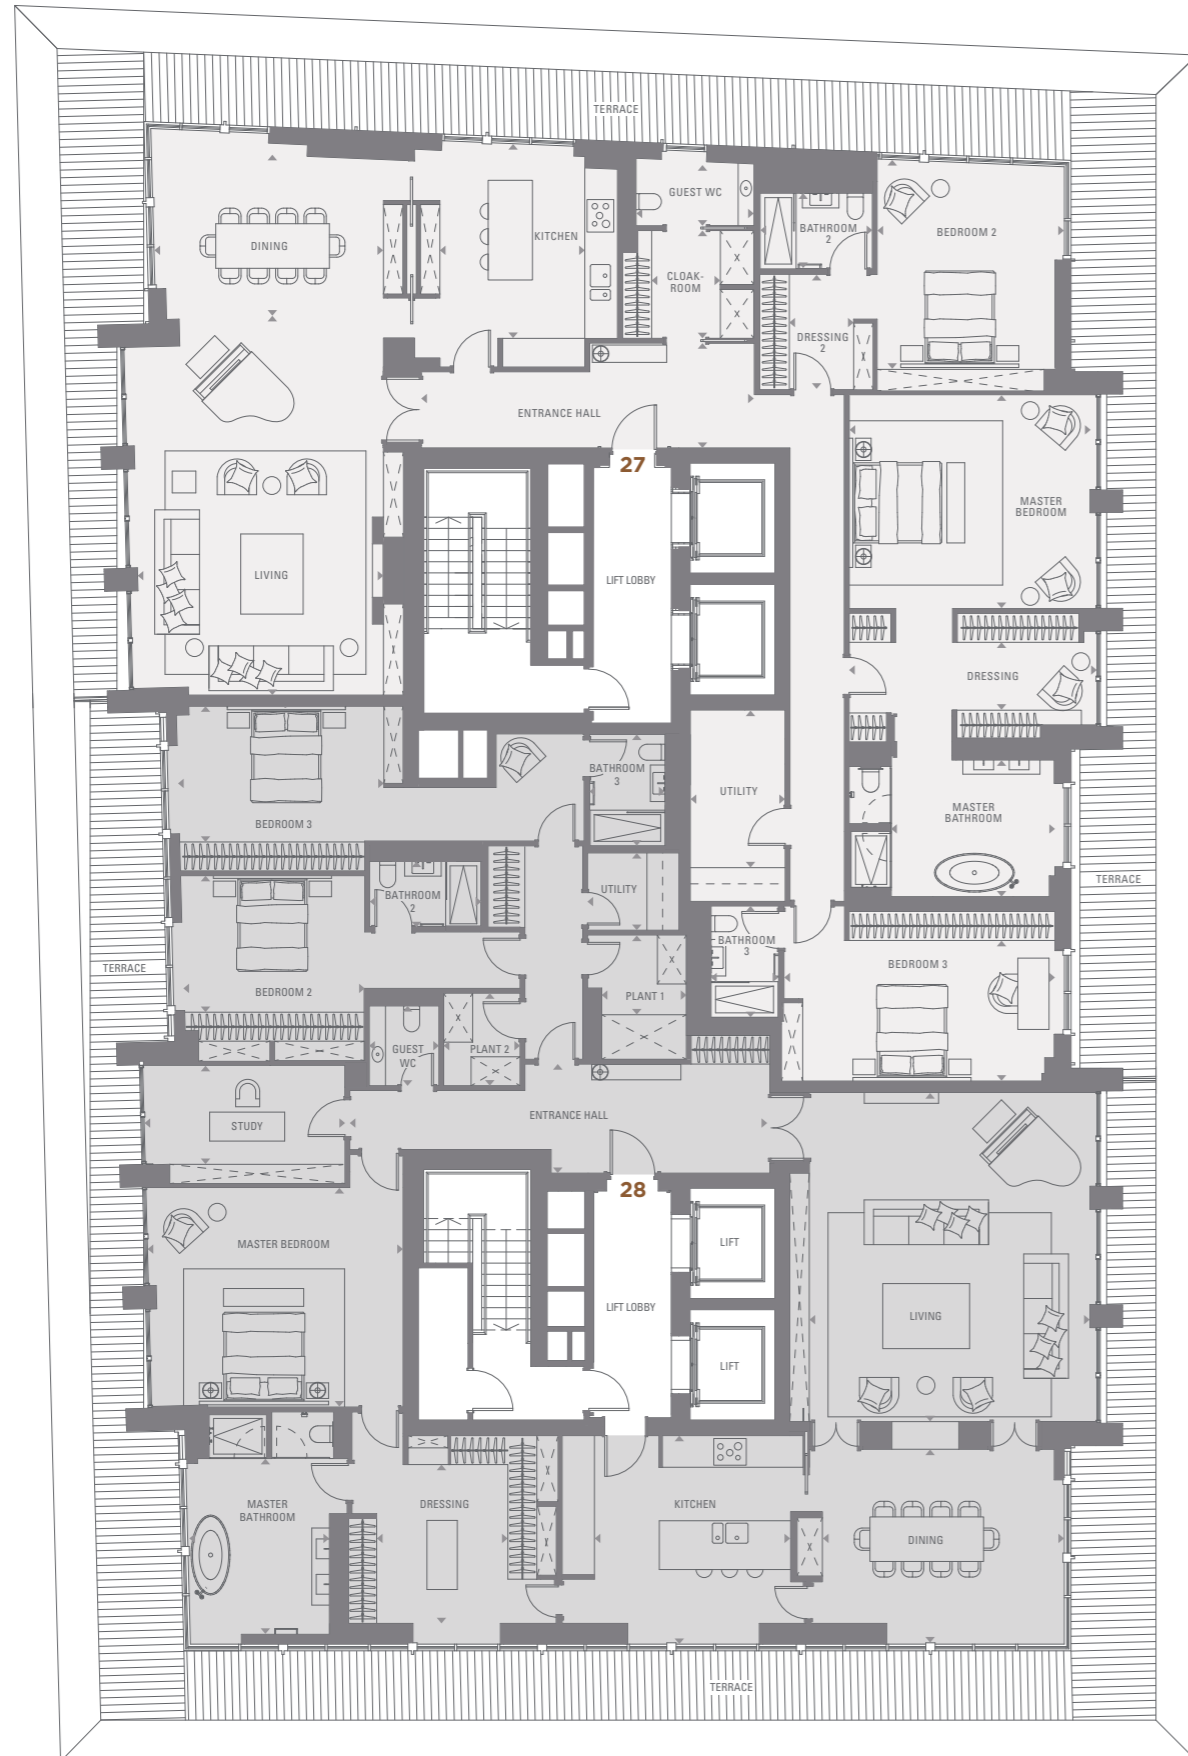 TERRACE
GUEST WC
DINING
KITCHEN
BATHROOM
2
BEDROOM 2
CLOAK-
ROOM
DRESSING
2
ENTRANCE HALL
27
MASTER
BEDROOM
LIVING
LIFT LOBBY
DRESSING
BATHROOM
3
UTILITY
MASTER
BATHROOM
BEDROOM 3
TERRACE
BATHROOM
2
UTILITY
BATHROOM
3
BEDROOM 3
TERRACE
BEDROOM 2
PLANT 1
GUEST
WC
PLANT 2
STUDY
ENTRANCE HALL
28
MASTER BEDROOM
LIFT
LIFT LOBBY
LIVING
LIFT
MASTER
BATHROOM
DRESSING
KITCHEN
DINING
TERRACE